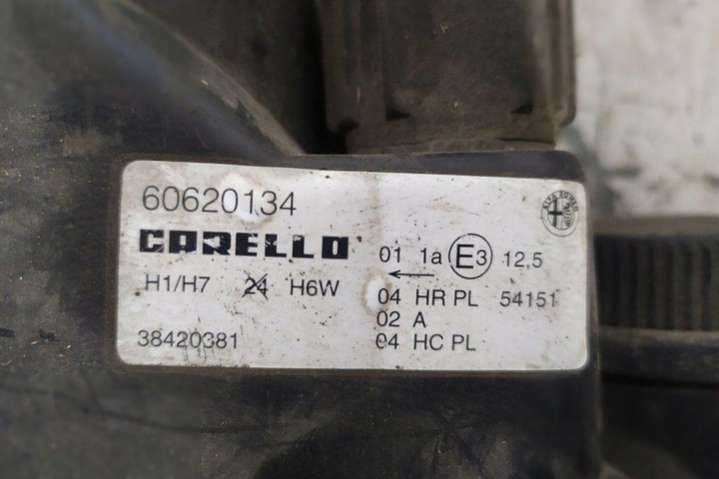 60620134
CARELLO
H1/H7 24 H6W
38420381
01 1a E3 12,5
04 HR PL 54151
02 A
04 HC PL